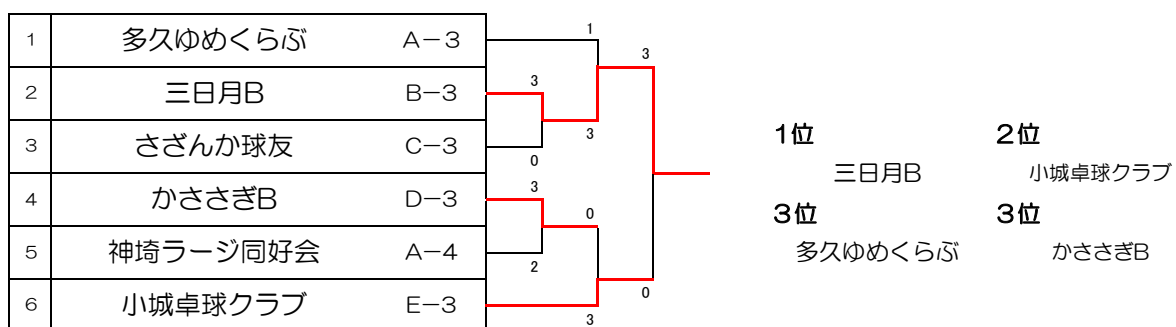 1 多久ゆめくらぶ A－3
2 三日月B B－3
3 さざんか球友 C－3
4 かささぎB D－3
5 神埼ラージ同好会 A－4
6 小城卓球クラブ E－3
1
3
3
3
0
3
0
2
0
3
1位 2位
三日月B 小城卓球クラブ
3位 3位
多久ゆめくらぶ かささぎB